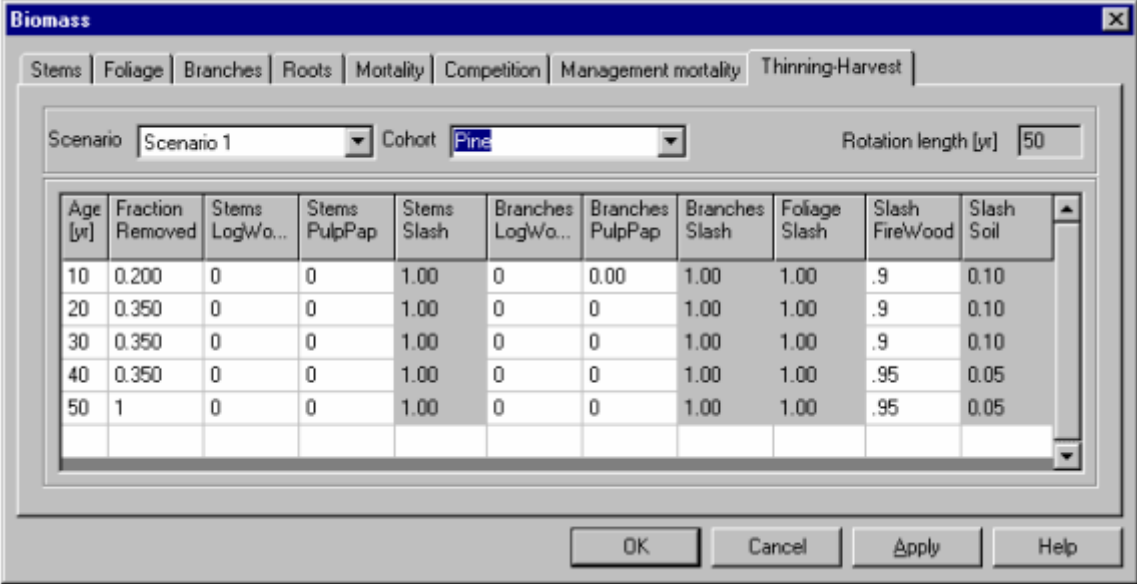 Biomass
Stems Foliage Branches Roots Mortality Competition Management mortality Thinning-Harvest
Scenario Scenario 1 Cohort Pine Rotation length [yr] 50
Age Fraction Stems Stems Stems Branches Branches Branches Foliage Slash Slash
[yr] Removed LogWo... PulpPap Slash LogWo... PulpPap Slash Slash FireWood Soil
10 0.200 0 0 1.00 0 0.00 1.00 1.00 .9 0.10
20 0.350 0 0 1.00 0 0 1.00 1.00 .9 0.10
30 0.350 0 0 1.00 0 0 1.00 1.00 .9 0.10
40 0.350 0 0 1.00 0 0 1.00 1.00 .95 0.05
50 1 0 0 1.00 0 0 1.00 1.00 .95 0.05
OK Cancel Apply Help